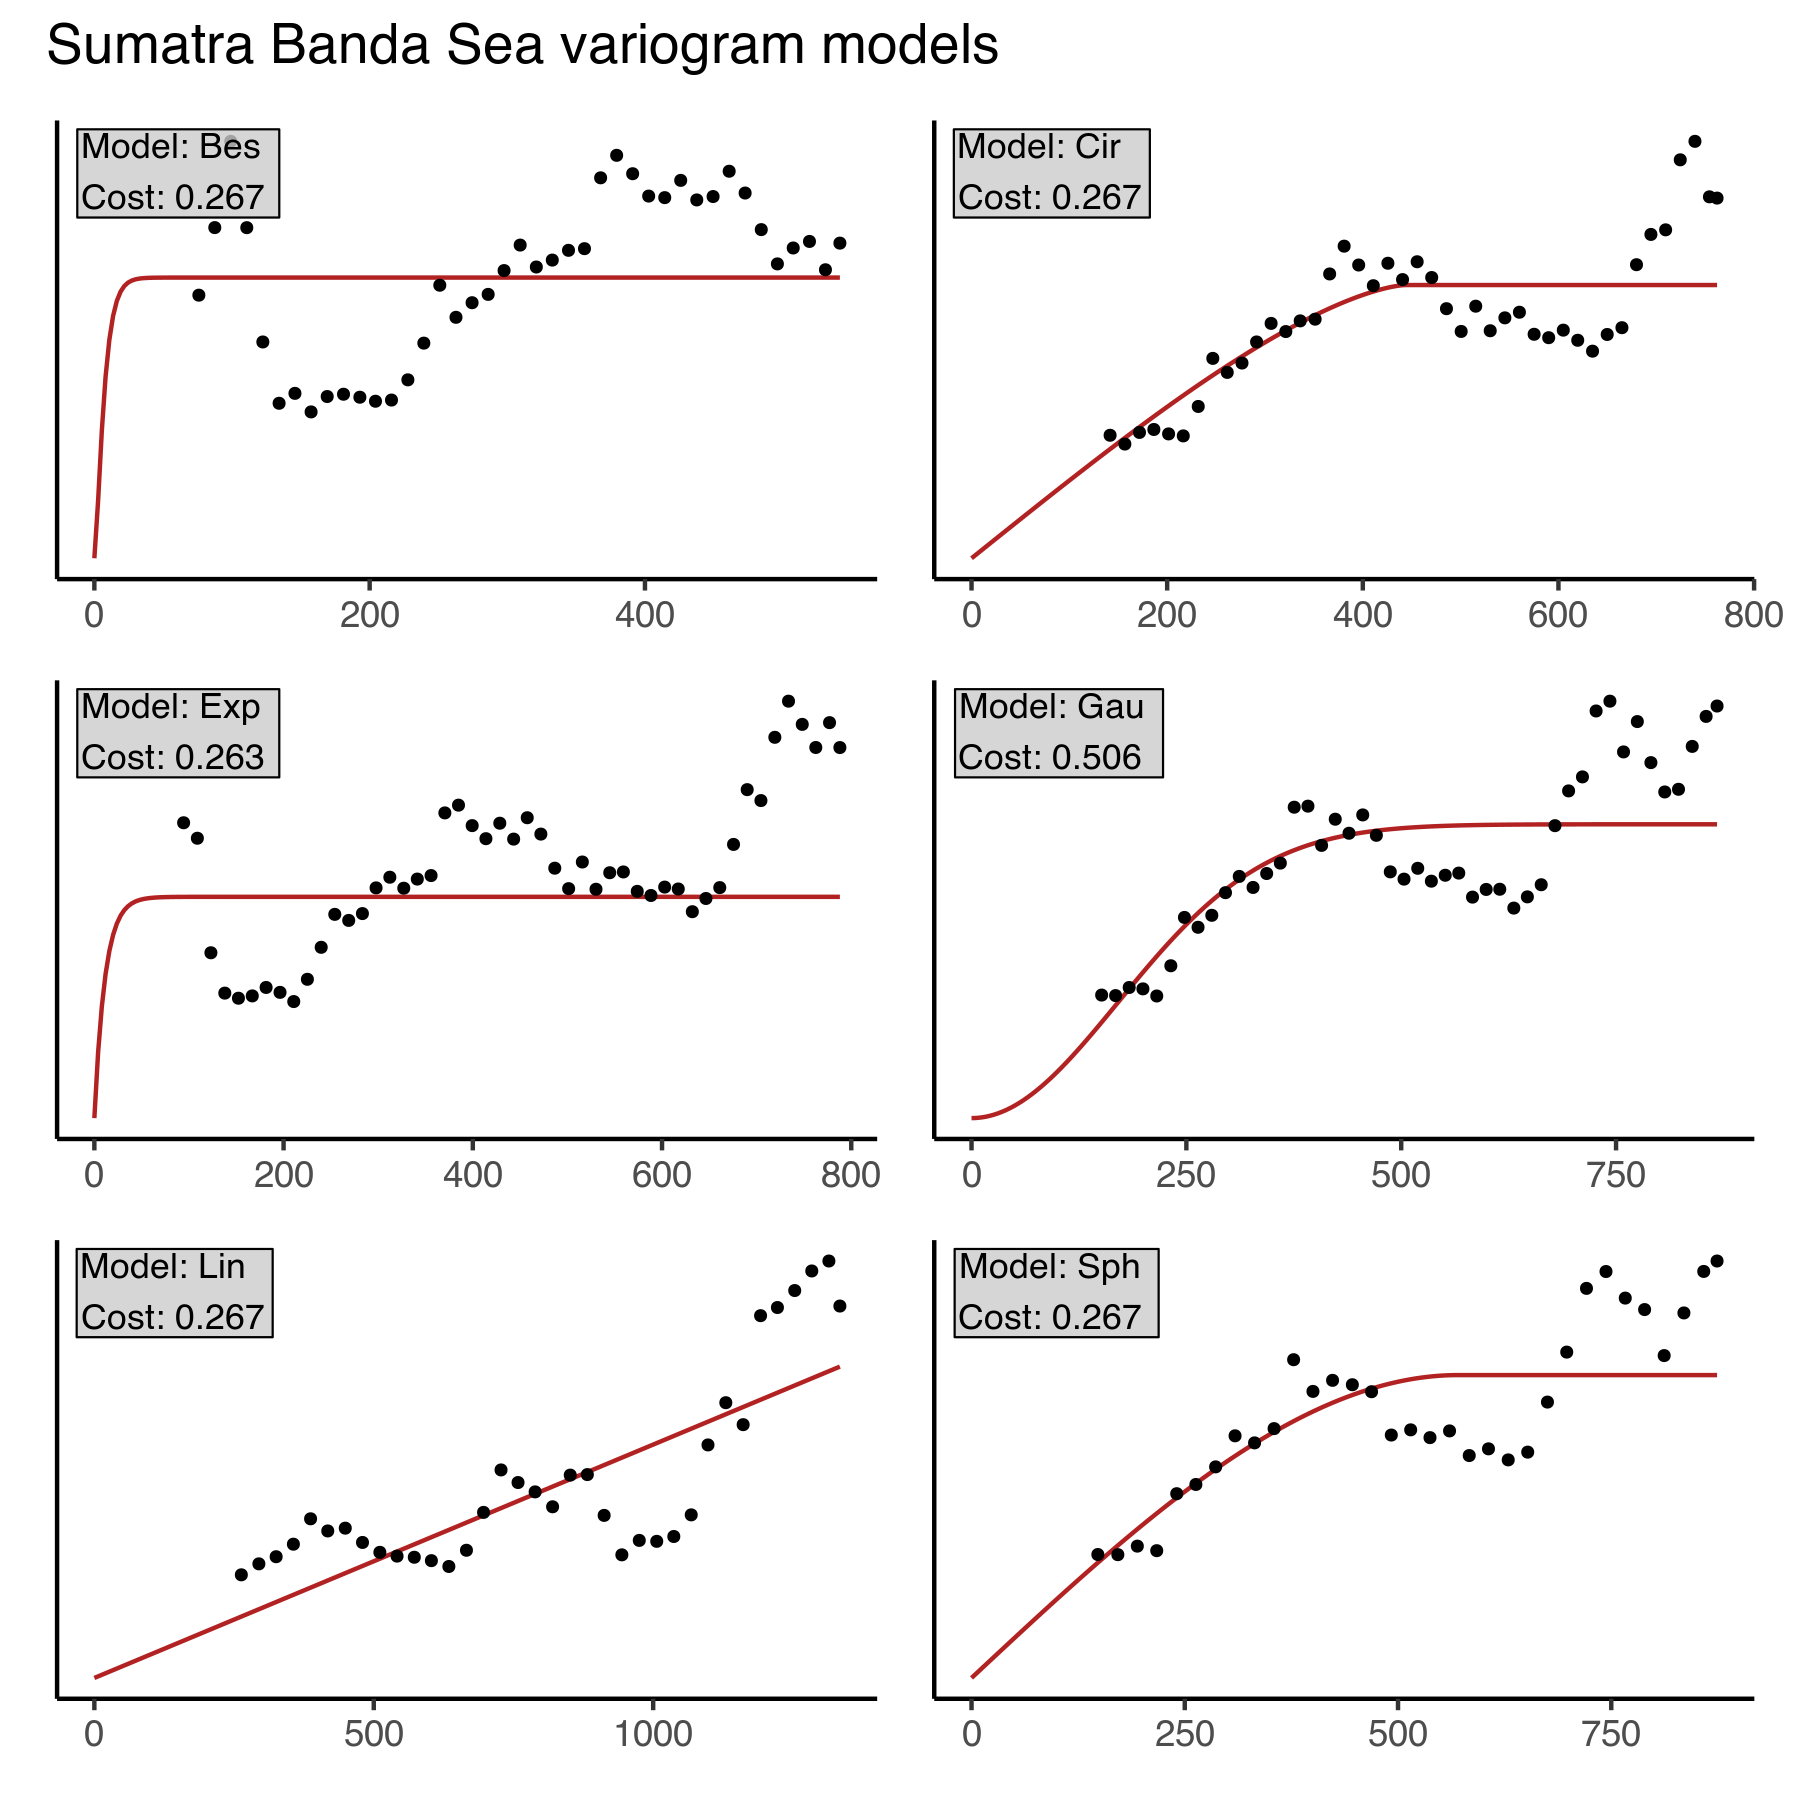 Sumatra Banda Sea variogram models
Model: Bes
Cost: 0.267
0 200 400
Model: Cir
Cost: 0.267
0 200 400 600 800
Model: Exp
Cost: 0.263
0 200 400 600 800
Model: Gau
Cost: 0.506
0 250 500 750
Model: Lin
Cost: 0.267
0 500 1000
Model: Sph
Cost: 0.267
0 250 500 750